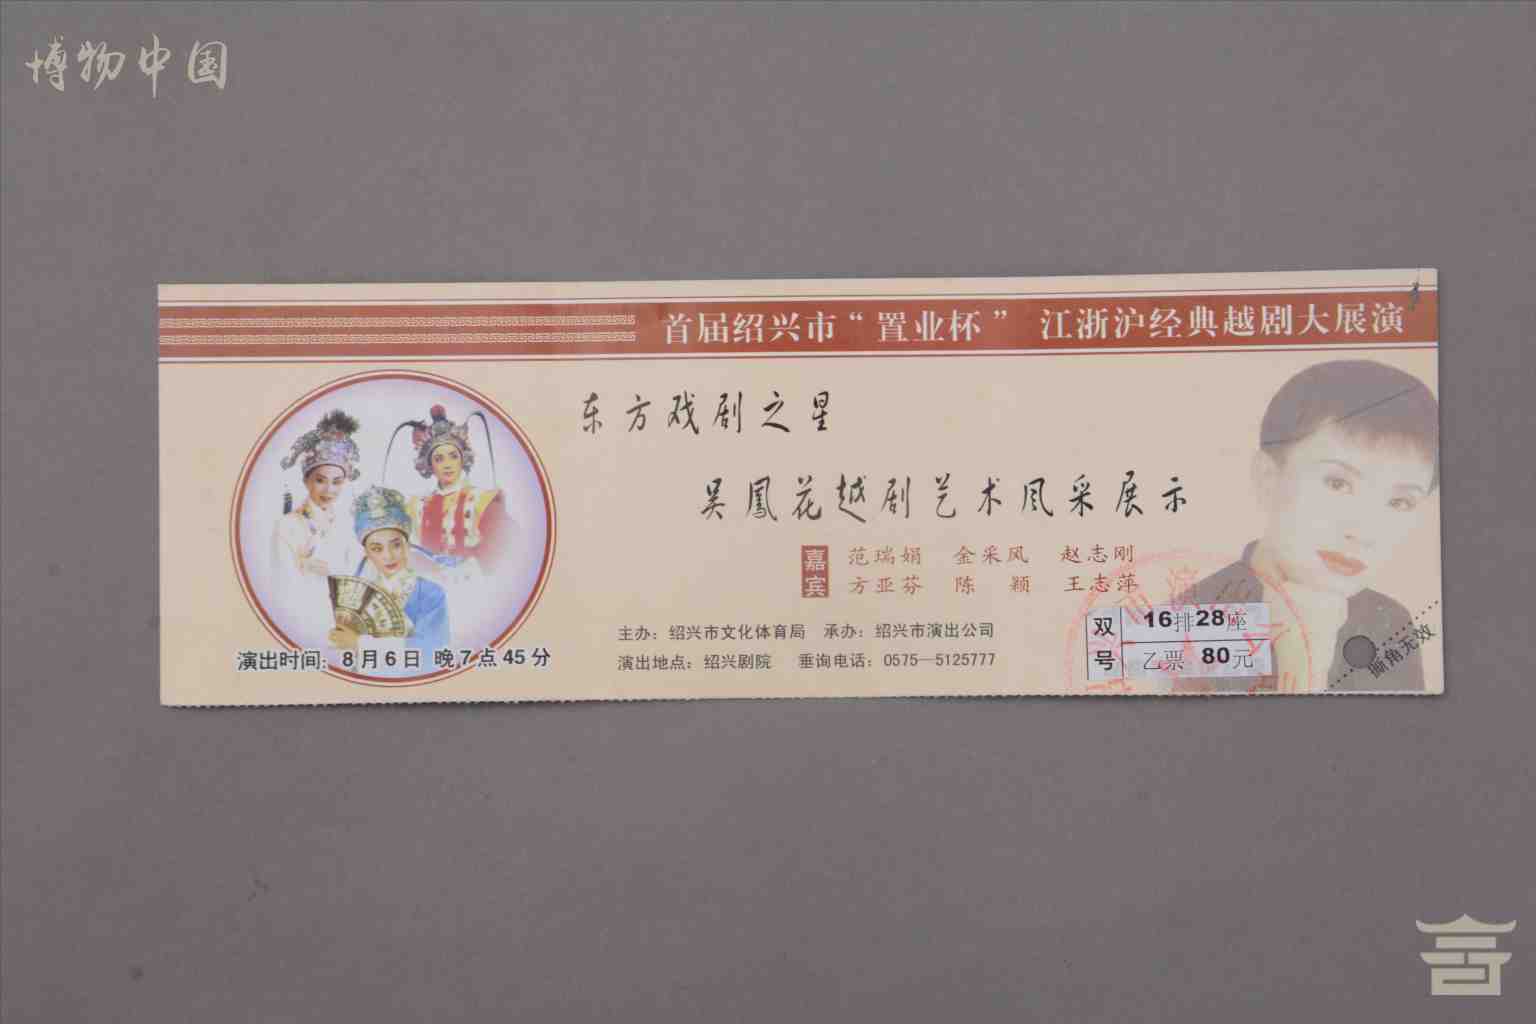 博物中国
首届绍兴市“置业杯” 江浙沪经典越剧大展演
东方戏剧之星
吴鳳花越剧艺术风采展示
嘉宾
范瑞娟 金采风 赵志刚
方亚芬 陈颖 王志萍
主办：绍兴市文化体育局 承办：绍兴市演出公司
演出时间：8月6日 晚7点45分
演出地点：绍兴剧院 垂询电话：0575—5125777
双号
16排28座
乙票 80元
撕角无效